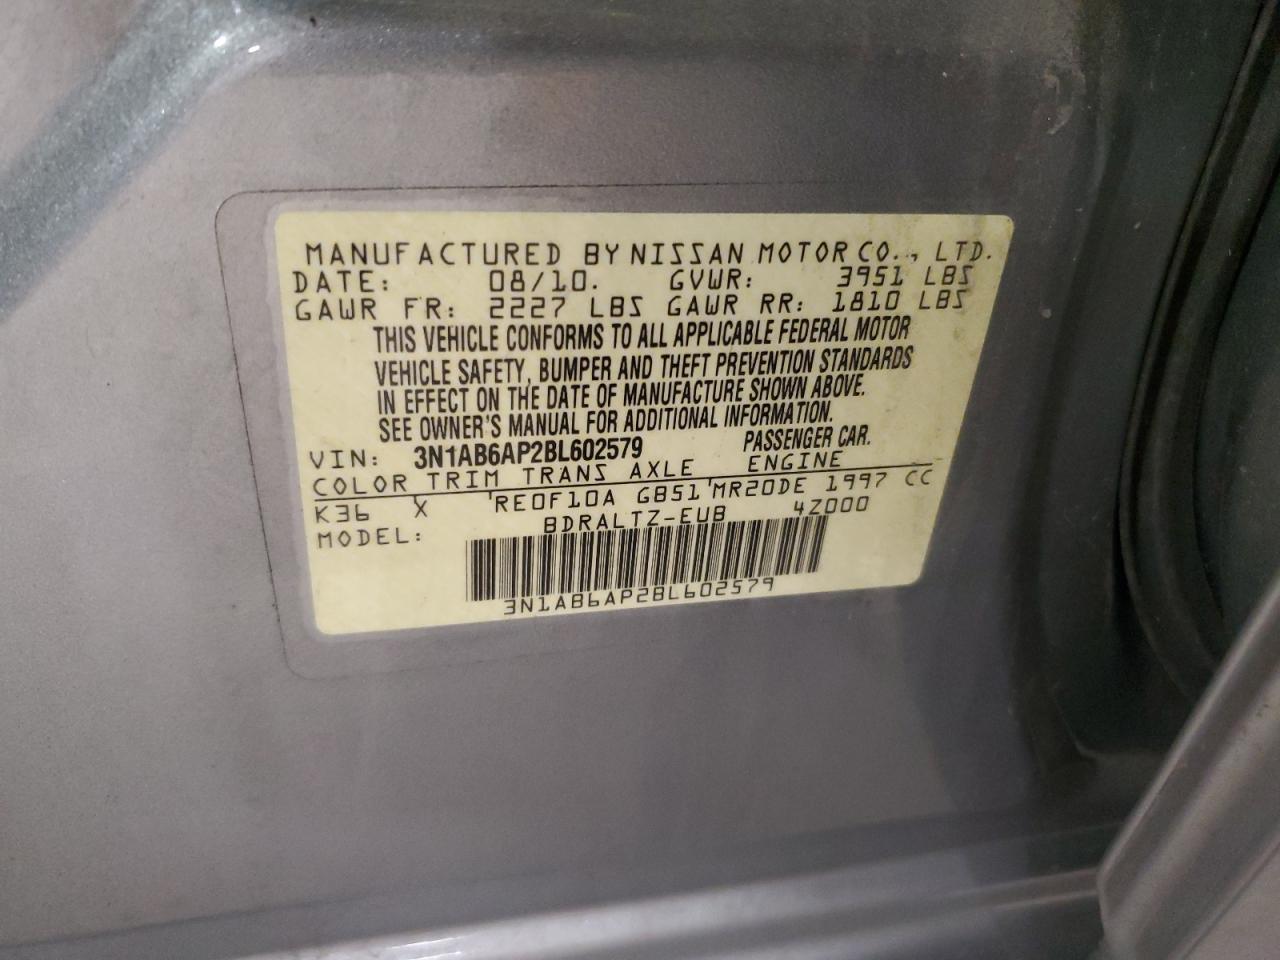 MANUFACTURED BY NISSAN MOTOR CO., LTD.
DATE: 08/10. GVWR: 3951 LBS
GAWR FR: 2227 LBS GAWR RR: 1810 LBS
THIS VEHICLE CONFORMS TO ALL APPLICABLE FEDERAL MOTOR
VEHICLE SAFETY, BUMPER AND THEFT PREVENTION STANDARDS
IN EFFECT ON THE DATE OF MANUFACTURE SHOWN ABOVE.
SEE OWNER'S MANUAL FOR ADDITIONAL INFORMATION.
VIN: 3N1AB6AP2BL602579 PASSENGER CAR.
COLOR TRIM TRANS AXLE ENGINE
K36 X RE0F10A GB51 MR20DE 1997 CC
MODEL: BDRALTZ-EUB 4Z000
3N1AB6AP2BL602579